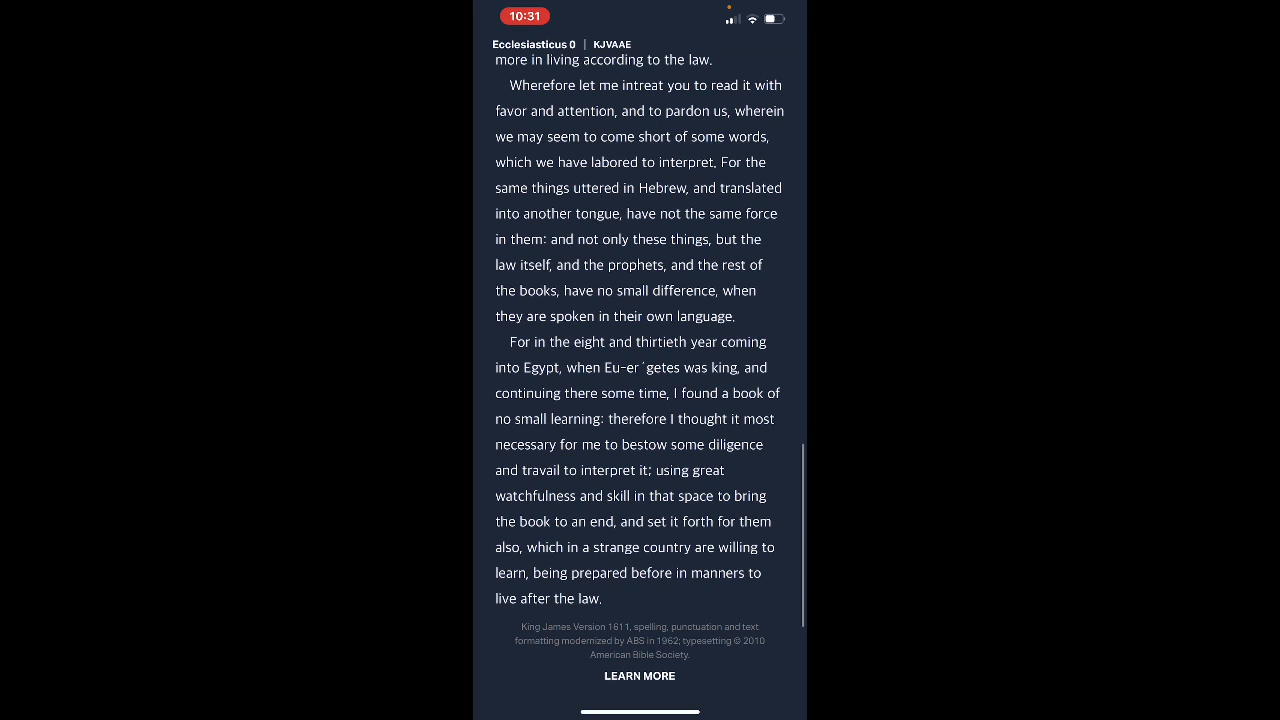 10:31
Ecclesiasticus 0 | KJVAAE
more in living according to the law.
Wherefore let me intreat you to read it with
favor and attention, and to pardon us, wherein
we may seem to come short of some words,
which we have labored to interpret. For the
same things uttered in Hebrew, and translated
into another tongue, have not the same force
in them: and not only these things, but the
law itself, and the prophets, and the rest of
the books, have no small difference, when
they are spoken in their own language.
For in the eight and thirtieth year coming
into Egypt, when Eu-er´getes was king, and
continuing there some time, I found a book of
no small learning: therefore I thought it most
necessary for me to bestow some diligence
and travail to interpret it; using great
watchfulness and skill in that space to bring
the book to an end, and set it forth for them
also, which in a strange country are willing to
learn, being prepared before in manners to
live after the law.
King James Version 1611, spelling, punctuation and text
formatting modernized by ABS in 1962; typesetting © 2010
American Bible Society.
LEARN MORE